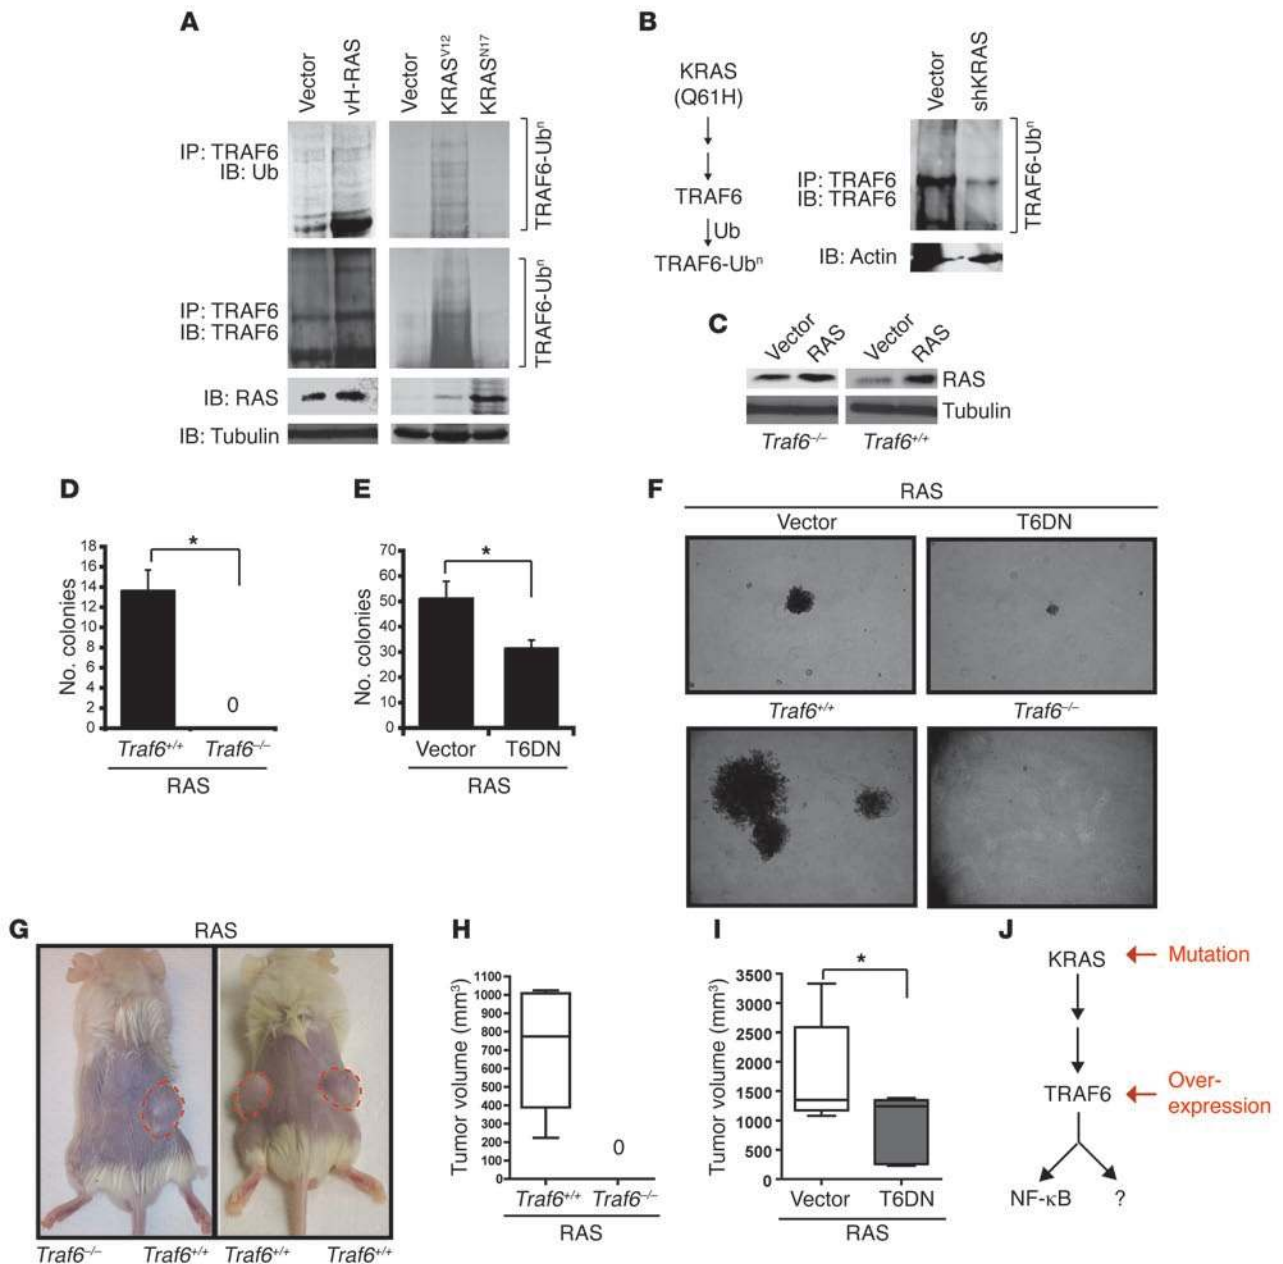 A
Vector
vH-RAS
Vector
KRASV12
KRASN17
IP: TRAF6
IB: Ub
TRAF6-Ubn
IP: TRAF6
IB: TRAF6
TRAF6-Ubn
IB: RAS
IB: Tubulin
B
KRAS
(Q61H)
TRAF6
Ub
TRAF6-Ubn
Vector
shKRAS
IP: TRAF6
IB: TRAF6
TRAF6-Ubn
IB: Actin
C
Vector
RAS
Vector
RAS
RAS
Tubulin
Traf6–/–
Traf6+/+
D
No. colonies
18
16
14
12
10
8
6
4
2
0
*
0
Traf6+/+
Traf6–/–
RAS
E
No. colonies
70
60
50
40
30
20
10
0
*
Vector
T6DN
RAS
F
RAS
Vector
T6DN
Traf6+/+
Traf6–/–
G
RAS
Traf6–/–
Traf6+/+
Traf6+/+
Traf6+/+
H
Tumor volume (mm3)
1100
1000
900
800
700
600
500
400
300
200
100
0
0
Traf6+/+
Traf6–/–
RAS
I
Tumor volume (mm3)
3500
3000
2500
2000
1500
1000
500
0
*
Vector
T6DN
RAS
J
KRAS
Mutation
TRAF6
Over-
expression
NF-κB
?